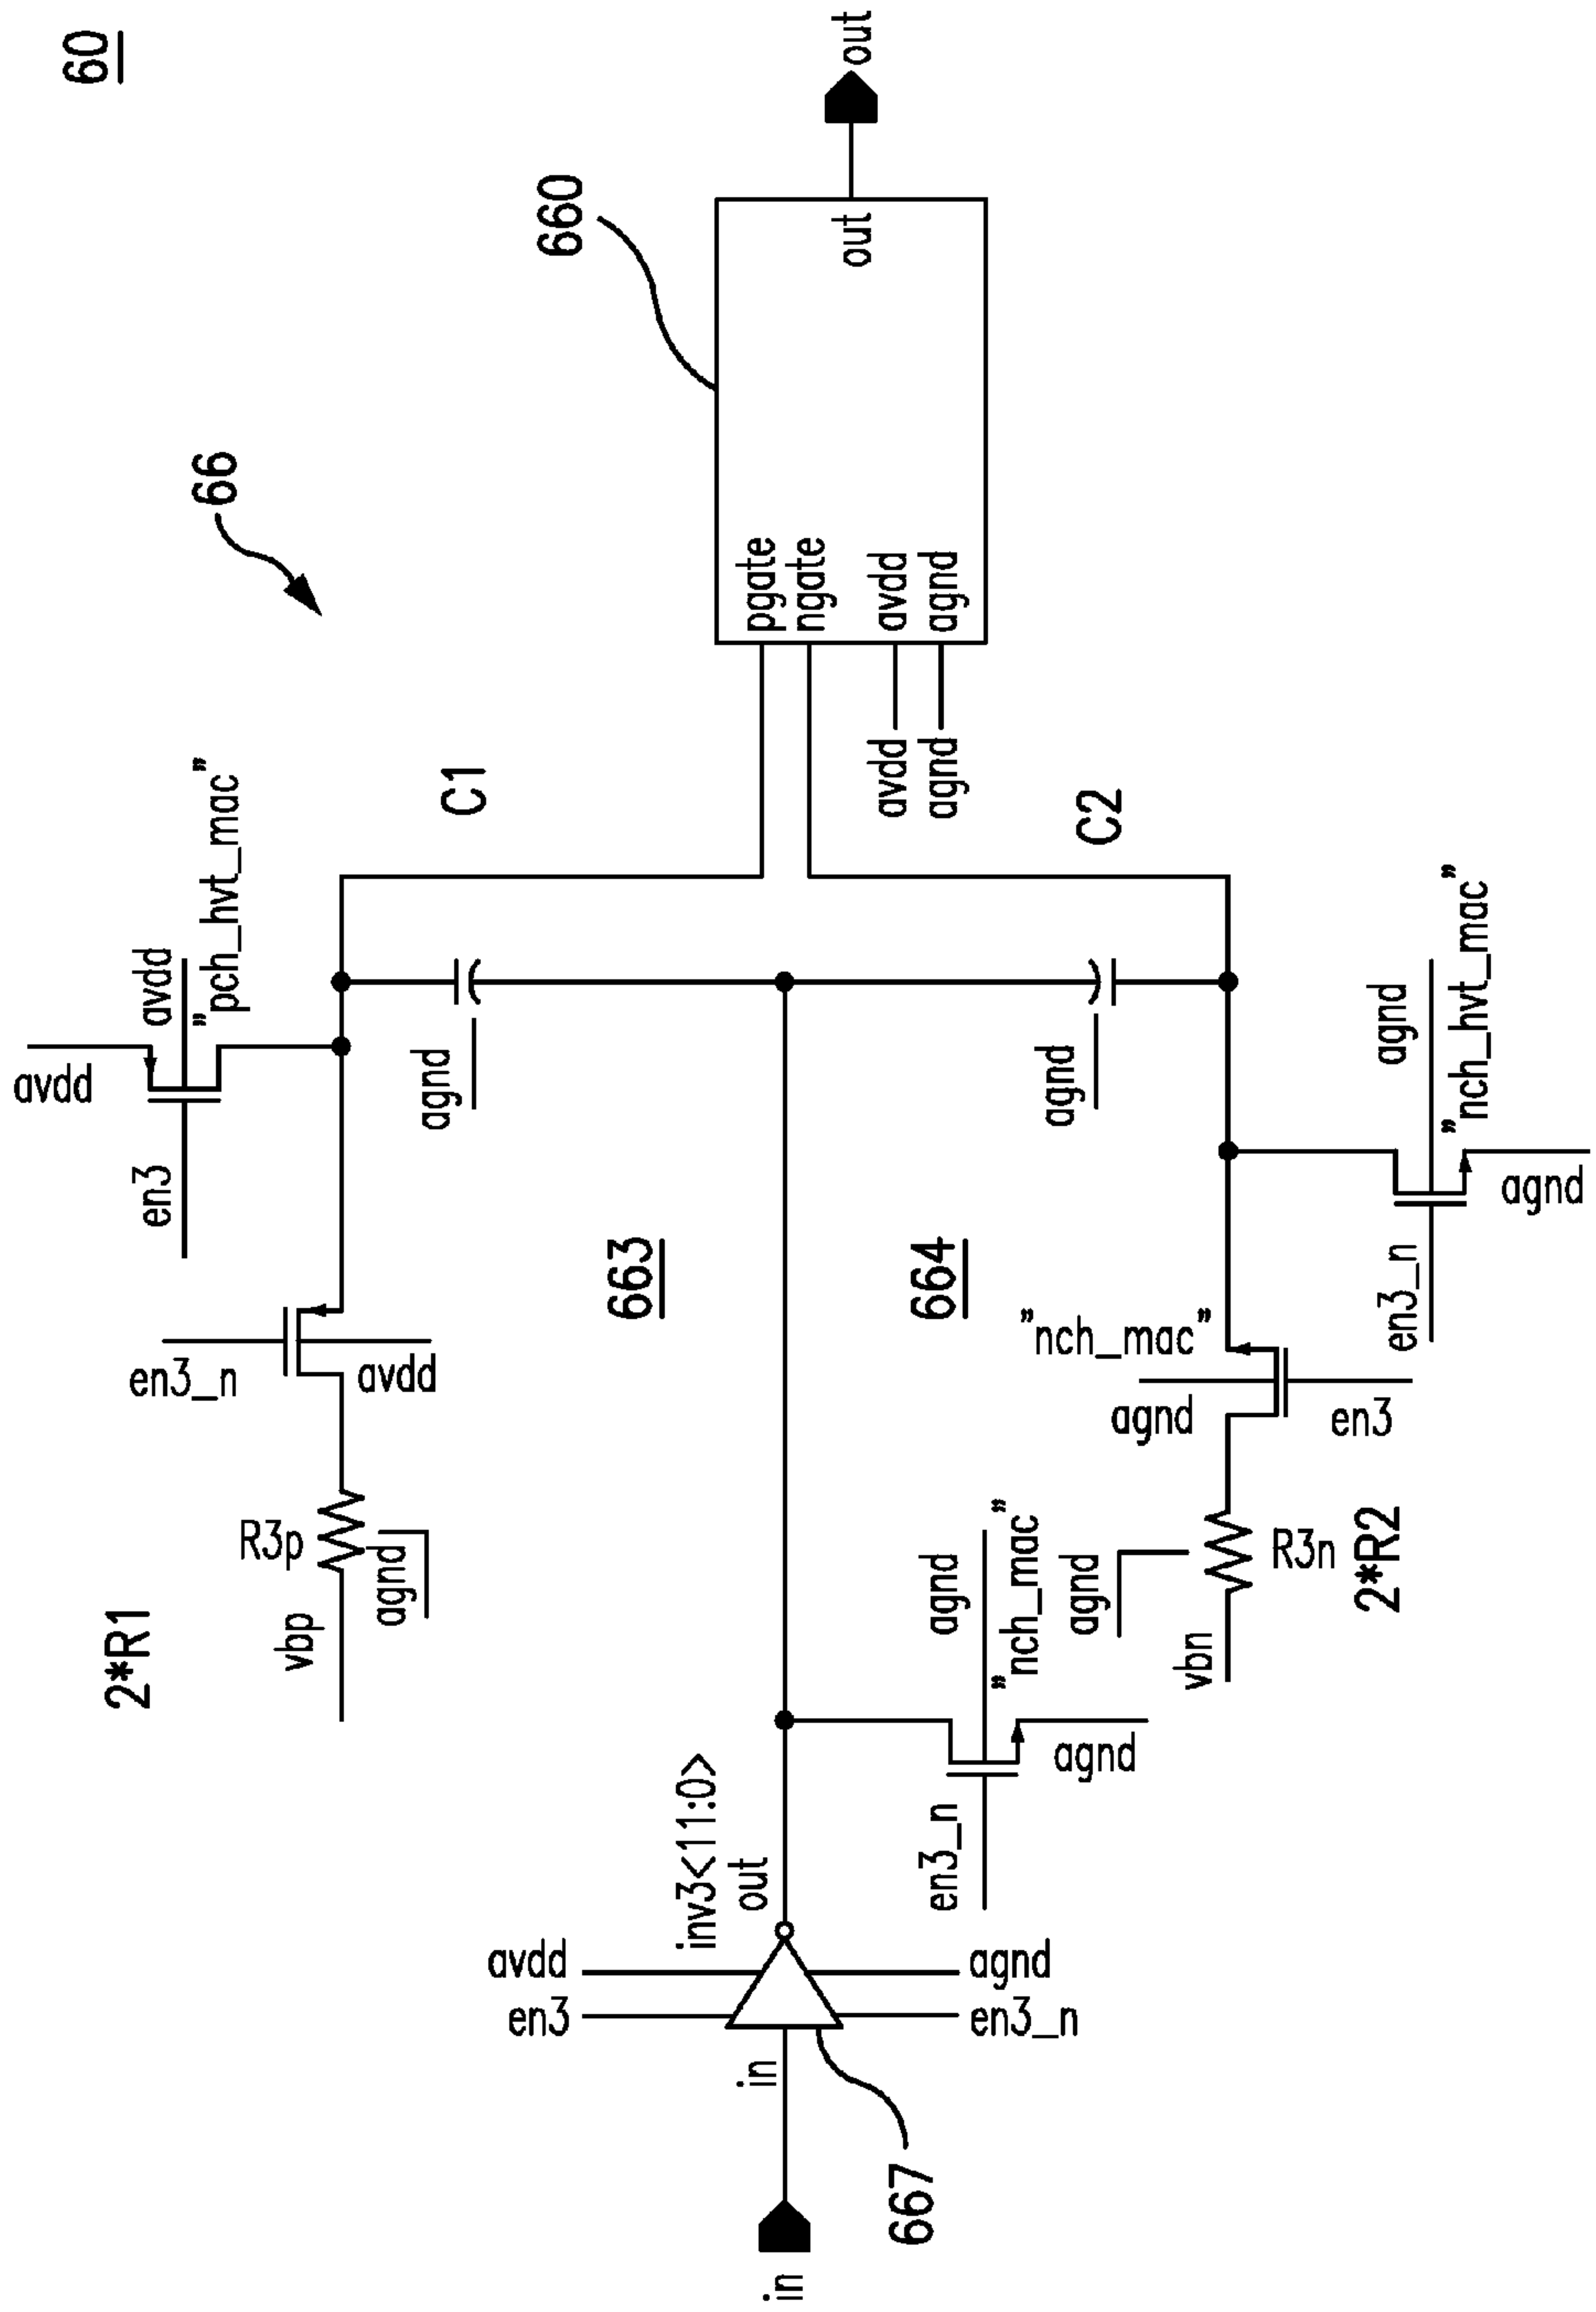 60
66
660
out
out
pgate
ngate
avdd
agnd
avdd
agnd
C1
C2
avdd
avdd
"pch_hvt_mac"
en3
agnd
agnd
663
664
en3_n
avdd
R3p
agnd
vbp
2*R1
agnd
"nch_hvt_mac"
agnd
en3_n
"nch_mac"
agnd
en3
R3n
2*R2
agnd
vbn
agnd
"nch_mac"
agnd
en3_n
inv3<11:0>
out
avdd
en3
agnd
en3_n
in
667
in